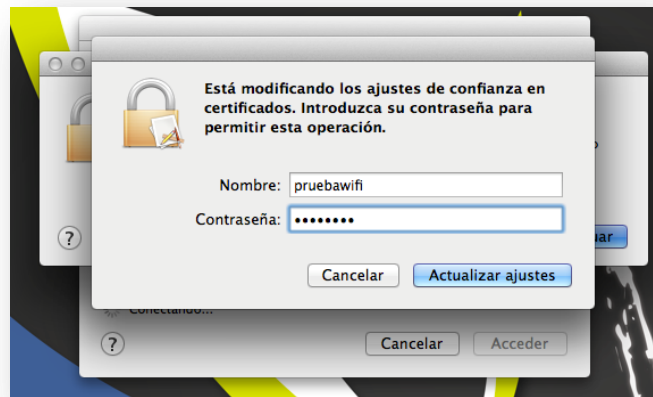 Está modificando los ajustes de confianza en
certificados. Introduzca su contraseña para
permitir esta operación.
Nombre: pruebawifi
Contraseña: ••••••••
?
Cancelar Actualizar ajustes
Conectando...
?
Cancelar Acceder